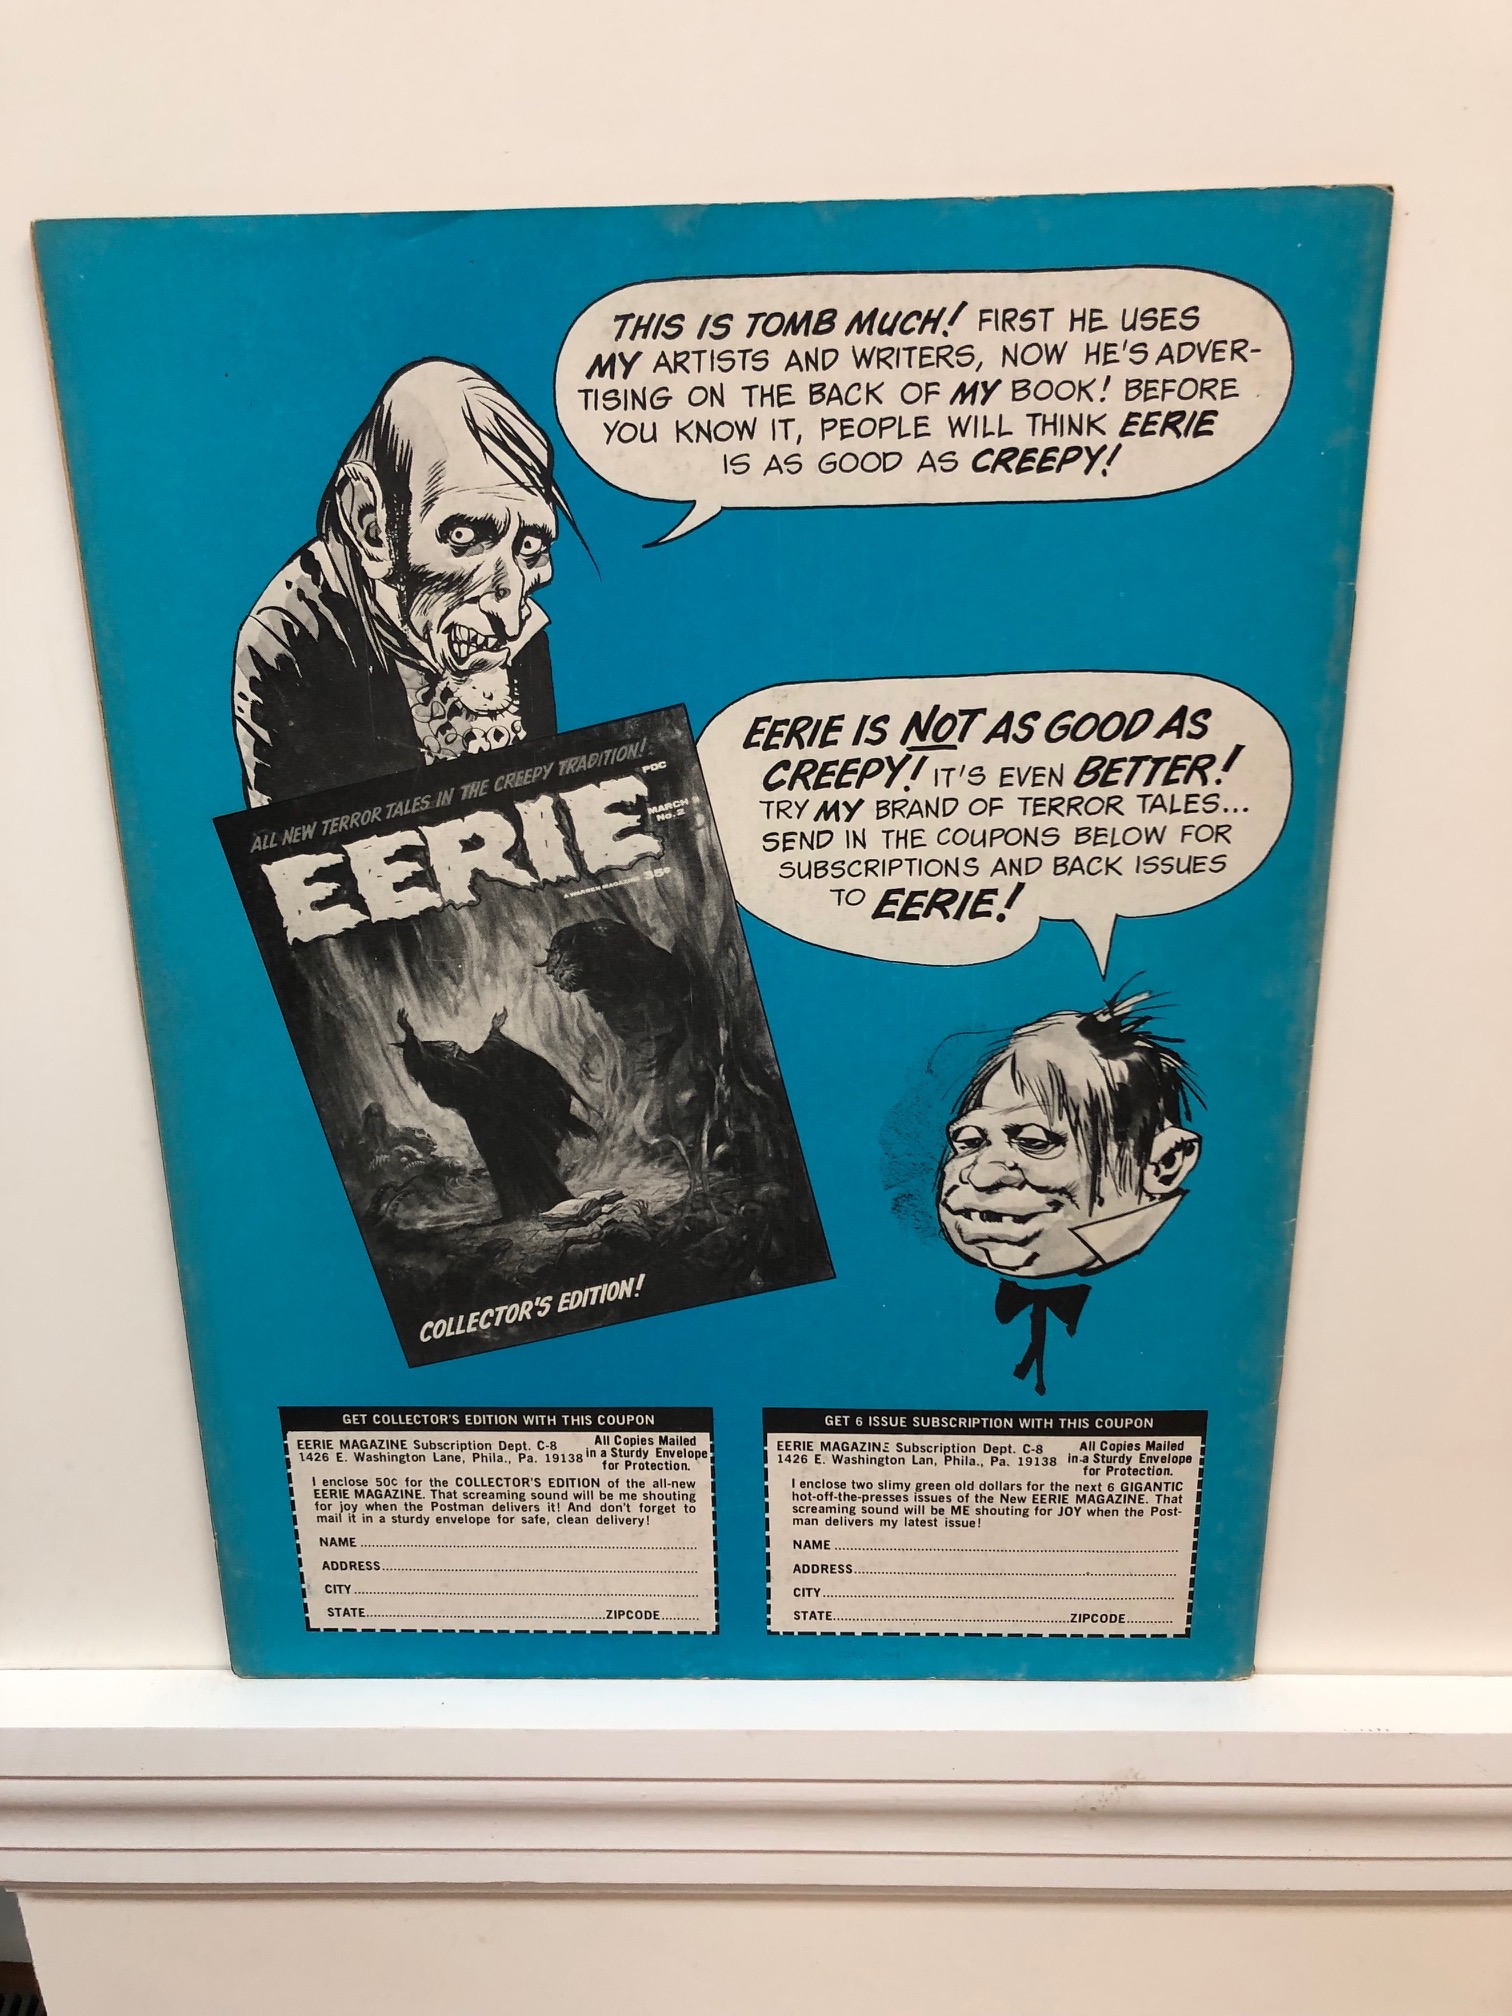 THIS IS TOMB MUCH! FIRST HE USES
MY ARTISTS AND WRITERS, NOW HE'S ADVER-
TISING ON THE BACK OF MY BOOK! BEFORE
YOU KNOW IT, PEOPLE WILL THINK EERIE
IS AS GOOD AS CREEPY!
EERIE IS NOT AS GOOD AS
CREEPY! IT'S EVEN BETTER!
TRY MY BRAND OF TERROR TALES...
SEND IN THE COUPONS BELOW FOR
SUBSCRIPTIONS AND BACK ISSUES
TO EERIE!
ALL NEW TERROR TALES IN THE CREEPY TRADITION!
EERIE
PDC
MARCH
No. 2
A WARREN MAGAZINE 35¢
COLLECTOR'S EDITION!
GET COLLECTOR'S EDITION WITH THIS COUPON
EERIE MAGAZINE Subscription Dept. C-8
1426 E. Washington Lane, Phila., Pa. 19138
All Copies Mailed
in a Sturdy Envelope
for Protection.
I enclose 50¢ for the COLLECTOR'S EDITION of the all-new
EERIE MAGAZINE. That screaming sound will be me shouting
for joy when the Postman delivers it! And don't forget to
mail it in a sturdy envelope for safe, clean delivery!
NAME
ADDRESS
CITY
STATE ZIPCODE
GET 6 ISSUE SUBSCRIPTION WITH THIS COUPON
EERIE MAGAZINE Subscription Dept. C-8
1426 E. Washington Lan, Phila., Pa. 19138
All Copies Mailed
in-a Sturdy Envelope
for Protection.
I enclose two slimy green old dollars for the next 6 GIGANTIC
hot-off-the-presses issues of the New EERIE MAGAZINE. That
screaming sound will be ME shouting for JOY when the Post-
man delivers my latest issue!
NAME
ADDRESS
CITY
STATE ZIPCODE